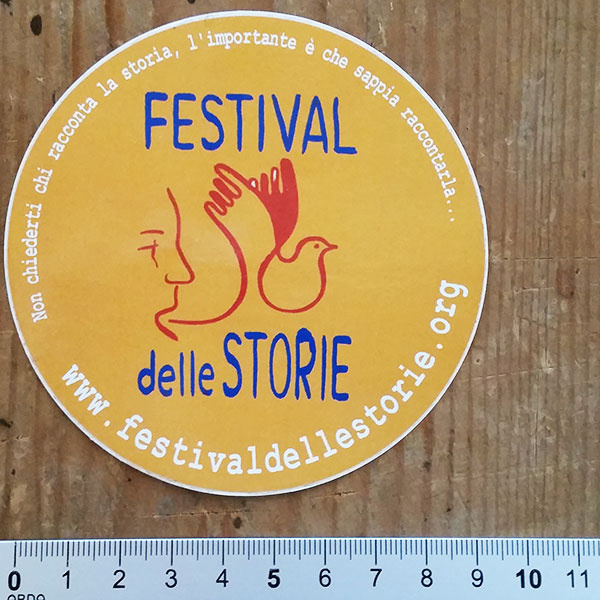 Non chiederti chi racconta la storia, l'importante è che sappia raccontarla...
FESTIVAL
delle STORIE
www.festivaldellestorie.org
0 1 2 3 4 5 6 7 8 9 10 11